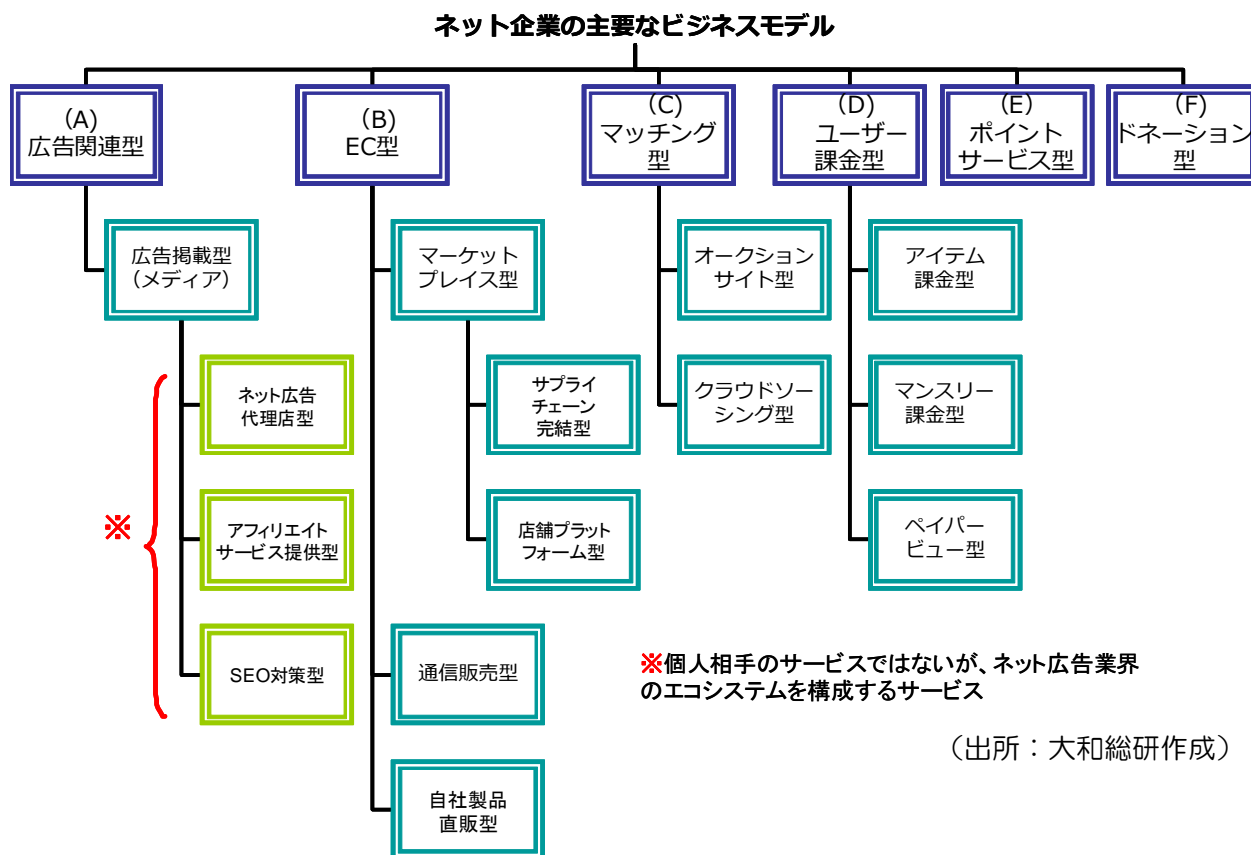 ネット企業の主要なビジネスモデル
(A)
広告関連型
(B)
EC型
(C)
マッチング
型
(D)
ユーザー
課金型
(E)
ポイント
サービス型
(F)
ドネーション
型
広告掲載型
(メディア)
マーケット
プレイス型
オークション
サイト型
アイテム
課金型
ネット広告
代理店型
サプライ
チェーン
完結型
クラウドソー
シング型
マンスリー
課金型
※
アフィリエイト
サービス提供型
店舗プラット
フォーム型
ペイパー
ビュー型
SEO対策型
通信販売型
※個人相手のサービスではないが、ネット広告業界
のエコシステムを構成するサービス
（出所：大和総研作成）
自社製品
直販型